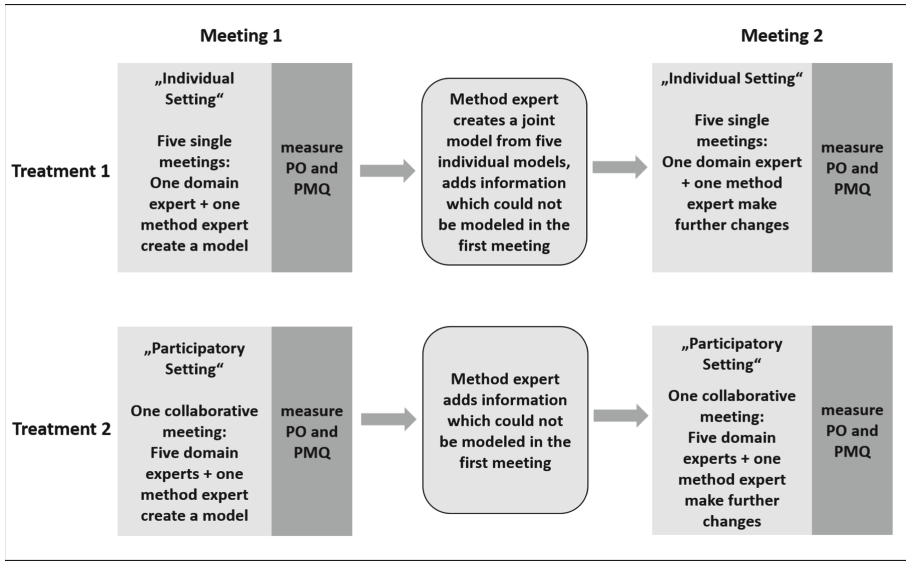 Meeting 1
Meeting 2
Treatment 1
„Individual
Setting“
Five single
meetings:
One domain
expert + one
method expert
create a model
measure
PO and
PMQ
Method expert
creates a joint
model from five
individual models,
adds information
which could not
be modeled in the
first meeting
„Individual Setting“
Five single
meetings:
One domain expert
+ one method
expert make
further changes
measure
PO and
PMQ
Treatment 2
„Participatory
Setting“
One collaborative
meeting:
Five domain
experts + one
method expert
create a model
measure
PO and
PMQ
Method expert
adds information
which could not
be modeled in the
first meeting
„Participatory
Setting“
One collaborative
meeting:
Five domain
experts + one
method expert
make further
changes
measure
PO and
PMQ